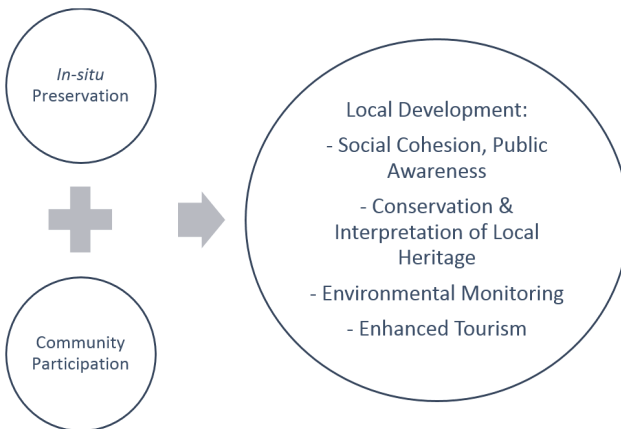 In-situ
Preservation
Community
Participation
Local Development:
- Social Cohesion, Public
Awareness
- Conservation &
Interpretation of Local
Heritage
- Environmental Monitoring
- Enhanced Tourism